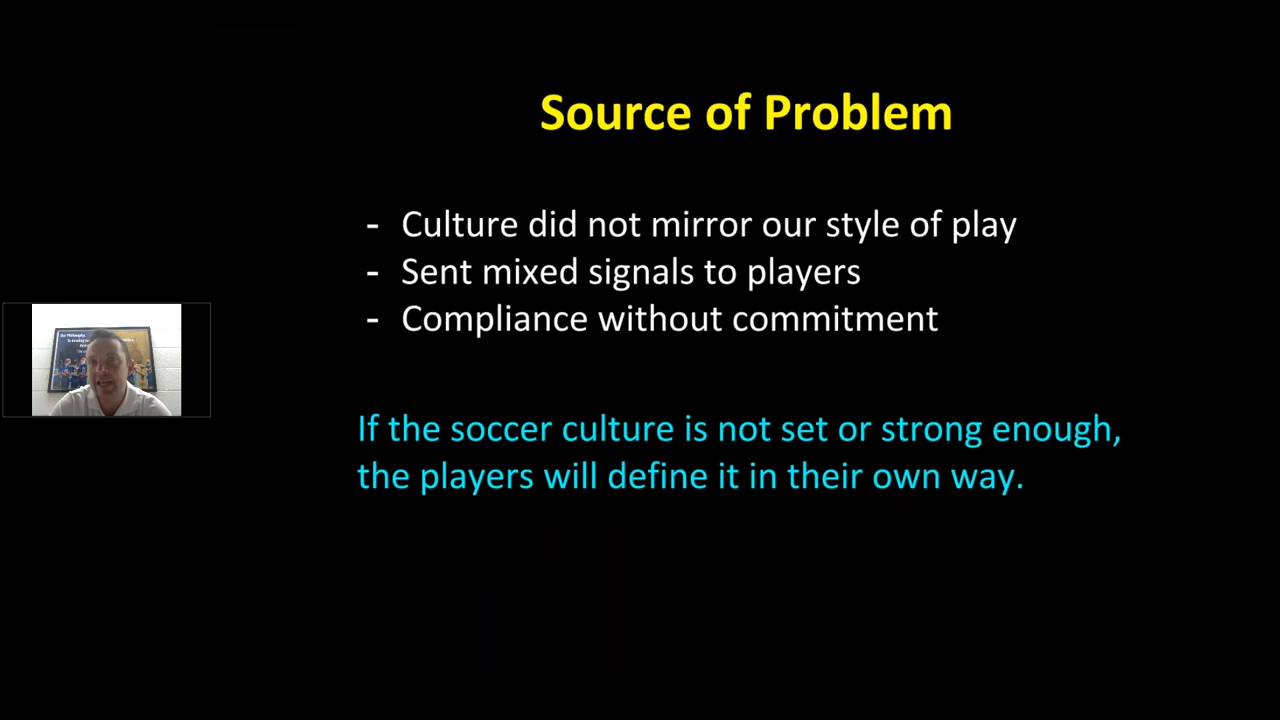 Source of Problem
- Culture did not mirror our style of play
- Sent mixed signals to players
- Compliance without commitment
If the soccer culture is not set or strong enough,
the players will define it in their own way.
Our Philosophy